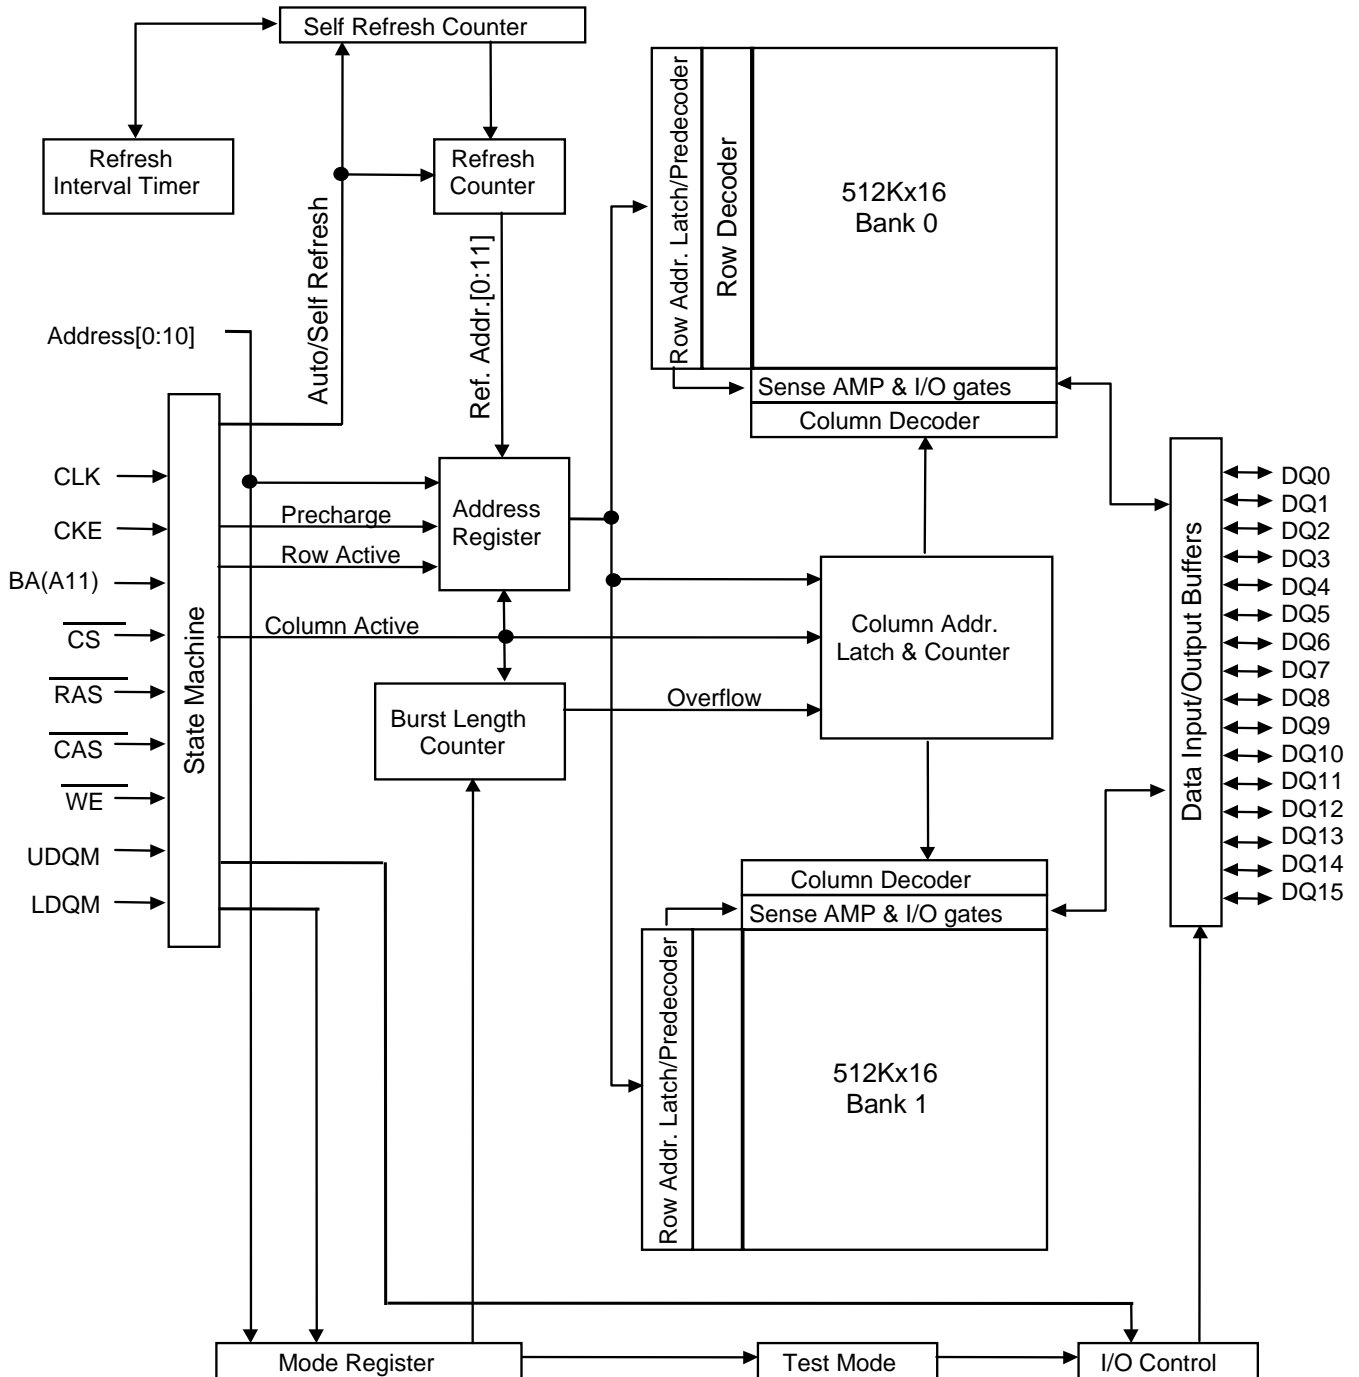 Self Refresh Counter
Refresh
Interval Timer
Refresh
Counter
Auto/Self Refresh
Ref. Addr.[0:11]
Row Addr. Latch/Predecoder
Row Decoder
512Kx16
Bank 0
Sense AMP & I/O gates
Column Decoder
Address[0:10]
CLK
CKE
BA(A11)
CS
RAS
CAS
WE
UDQM
LDQM
State Machine
Precharge
Row Active
Column Active
Address
Register
Burst Length
Counter
Overflow
Column Addr.
Latch & Counter
Data Input/Output Buffers
DQ0
DQ1
DQ2
DQ3
DQ4
DQ5
DQ6
DQ7
DQ8
DQ9
DQ10
DQ11
DQ12
DQ13
DQ14
DQ15
Column Decoder
Sense AMP & I/O gates
Row Addr. Latch/Predecoder
512Kx16
Bank 1
Mode Register
Test Mode
I/O Control